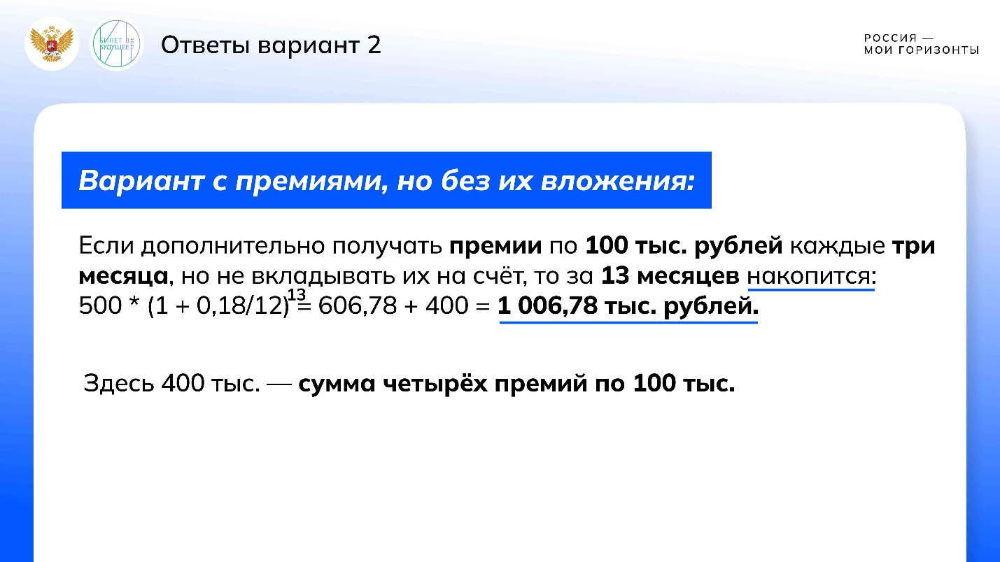 БИЛЕТ В
БУДУЩЕЕ
Ответы вариант 2
РОССИЯ —
МОИ ГОРИЗОНТЫ
Вариант с премиями, но без их вложения:
Если дополнительно получать премии по 100 тыс. рублей каждые три
месяца, но не вкладывать их на счёт, то за 13 месяцев накопится:
500 * (1 + 0,18/12)¹³= 606,78 + 400 = 1 006,78 тыс. рублей.
Здесь 400 тыс. — сумма четырёх премий по 100 тыс.